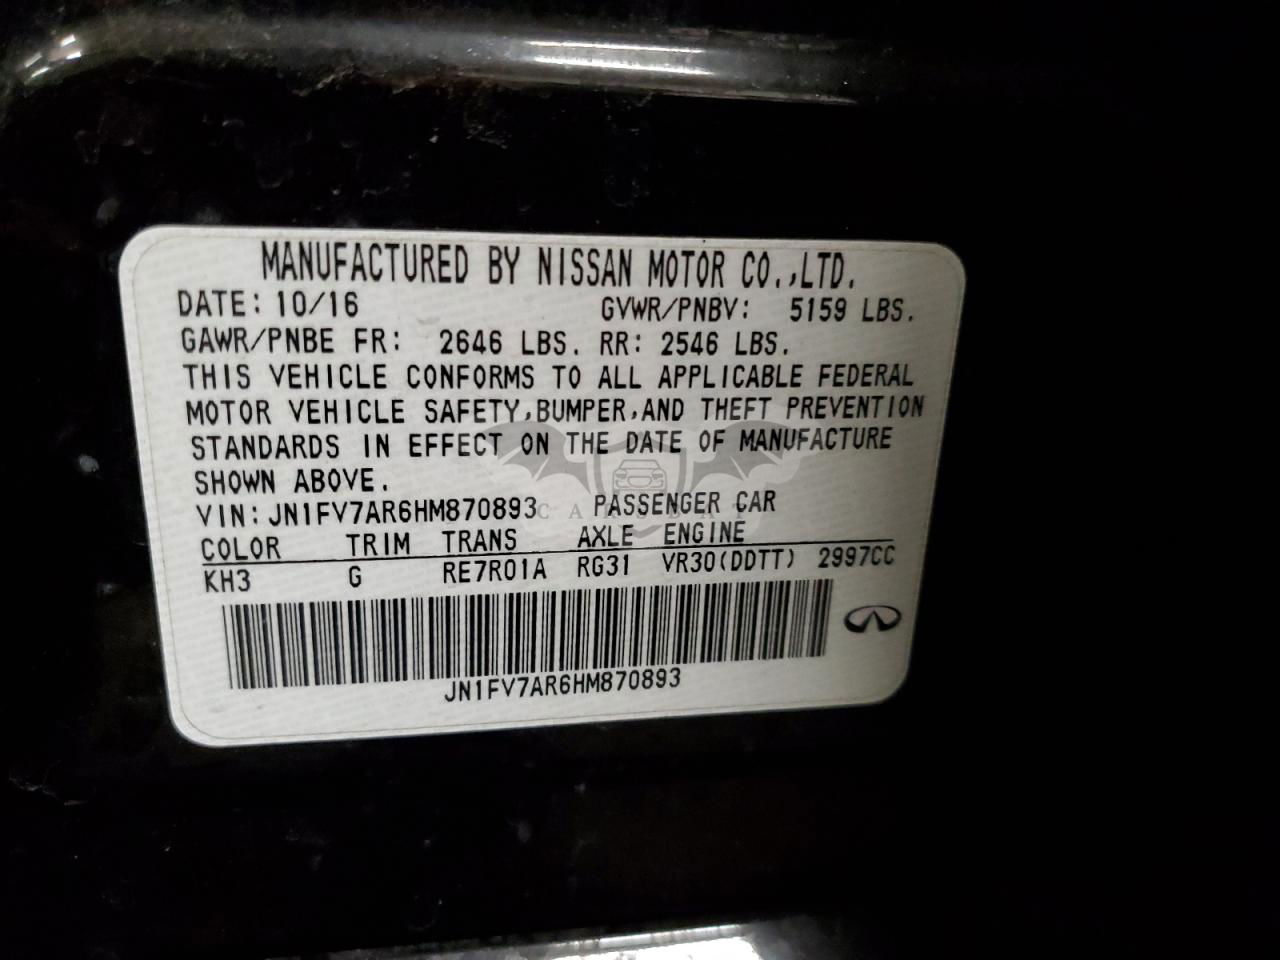 MANUFACTURED BY NISSAN MOTOR CO.,LTD.
DATE: 10/16 GVWR/PNBV: 5159 LBS.
GAWR/PNBE FR: 2646 LBS. RR: 2546 LBS.
THIS VEHICLE CONFORMS TO ALL APPLICABLE FEDERAL
MOTOR VEHICLE SAFETY,BUMPER,AND THEFT PREVENTION
STANDARDS IN EFFECT ON THE DATE OF MANUFACTURE
SHOWN ABOVE.
VIN: JN1FV7AR6HM870893 PASSENGER CAR
COLOR TRIM TRANS AXLE ENGINE
KH3 G RE7R01A RG31 VR30(DDTT) 2997CC
JN1FV7AR6HM870893